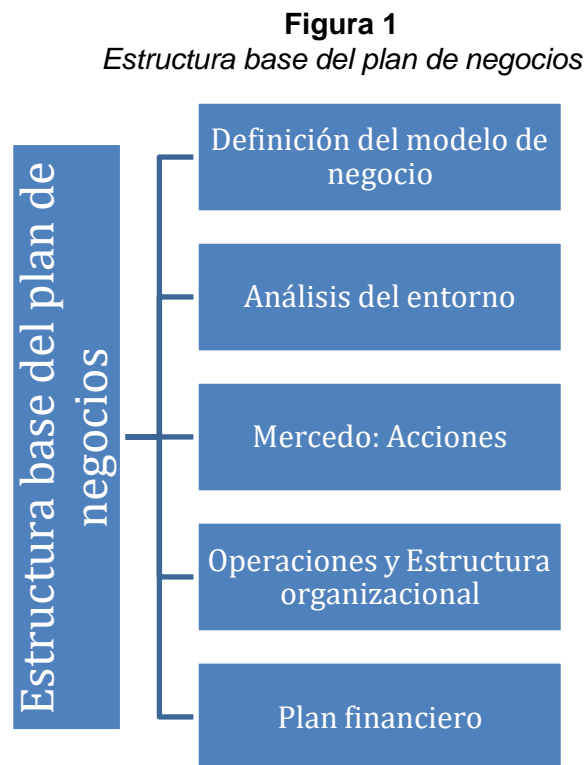 Figura 1
Estructura base del plan de negocios
Estructura base del plan de
negocios
Definición del modelo de
negocio
Análisis del entorno
Mercedo: Acciones
Operaciones y Estructura
organizacional
Plan financiero